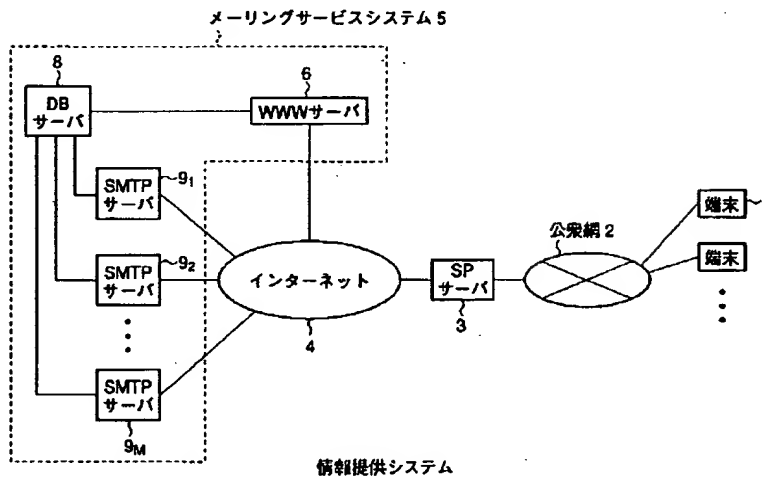 メーリングサービスシステム5
8
DB
サーバ
6
WWWサーバ
SMTP
サーバ
9₁
SMTP
サーバ
9₂
SMTP
サーバ
9M
インターネット
4
SP
サーバ
3
公衆網2
端末
端末
情報提供システム